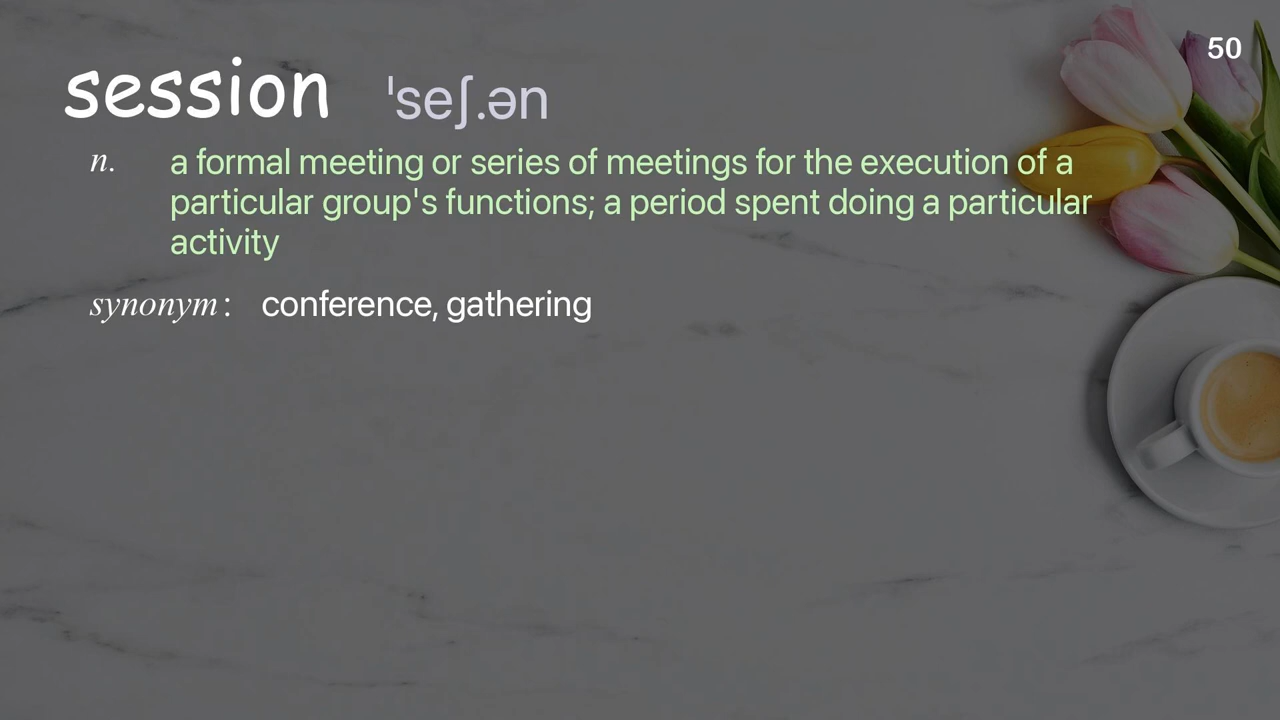 50
session ˈseʃ.ən
n. a formal meeting or series of meetings for the execution of a
particular group's functions; a period spent doing a particular
activity
synonym: conference, gathering